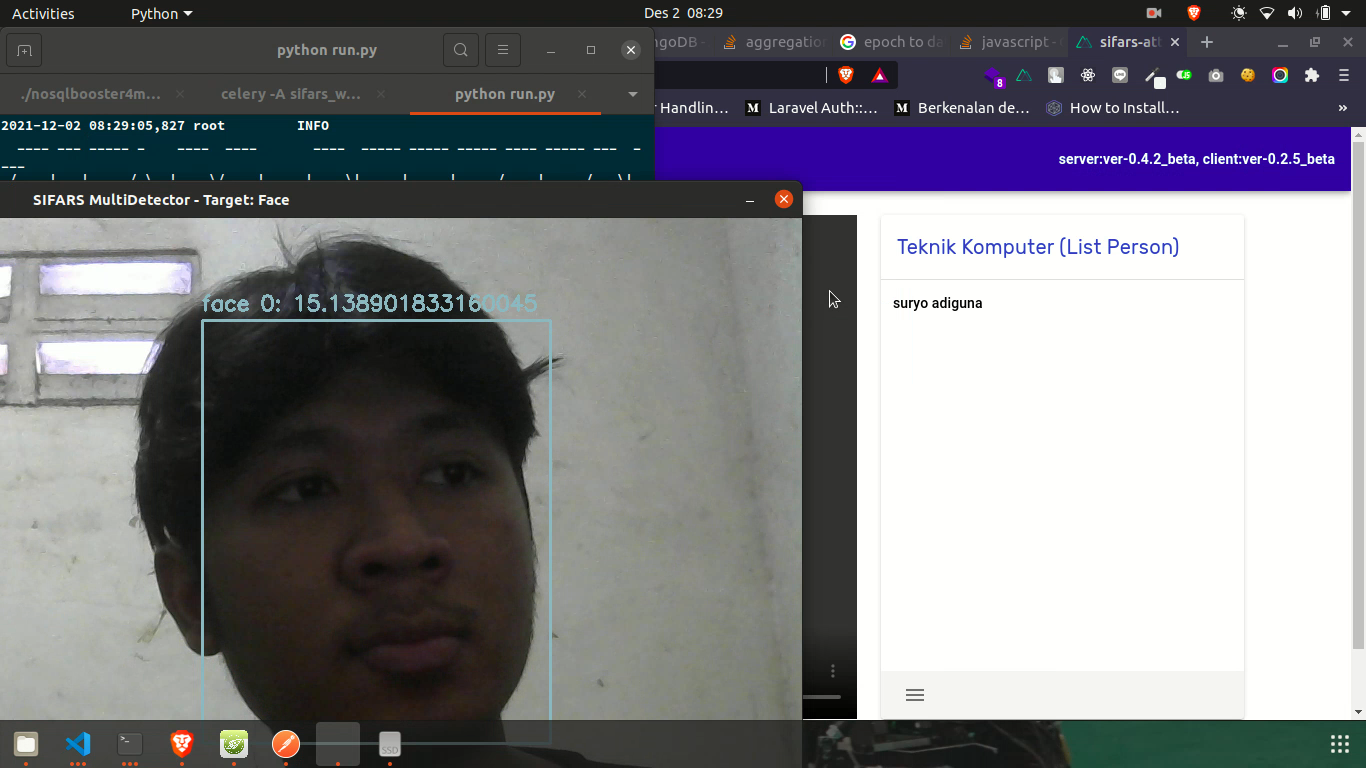 Activities
Python
Des 2 08:29
python run.py
ngoDB -
aggregation
epoch to da
javascript -
sifars-att
8
./nosqlbooster4m...
celery -A sifars_w...
python run.py
r Handlin...
Laravel Auth::...
Berkenalan de...
How to Install...
»
2021-12-02 08:29:05,827 root INFO
server:ver-0.4.2_beta, client:ver-0.2.5_beta
SIFARS MultiDetector - Target: Face
Teknik Komputer (List Person)
face 0: 15.138901833160045
suryo adiguna
SSD